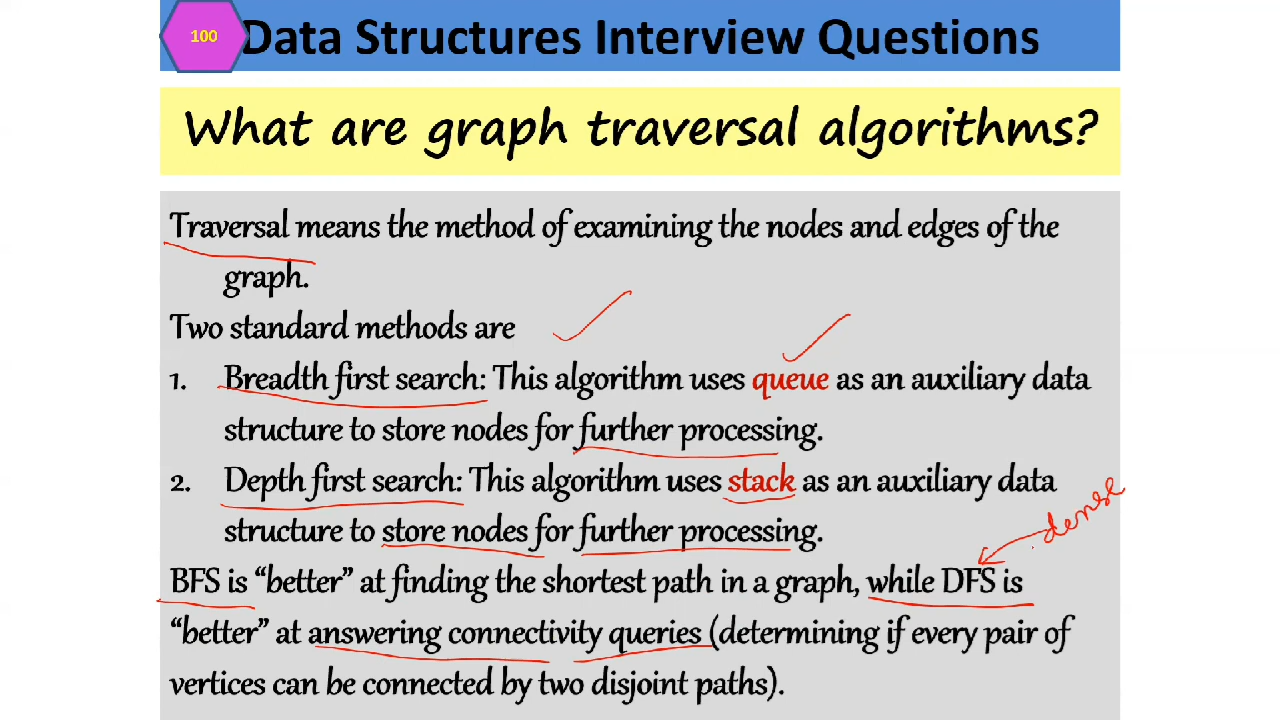 100
Data Structures Interview Questions
What are graph traversal algorithms?
Traversal means the method of examining the nodes and edges of the
graph.
Two standard methods are
1. Breadth first search: This algorithm uses queue as an auxiliary data
structure to store nodes for further processing.
2. Depth first search: This algorithm uses stack as an auxiliary data
structure to store nodes for further processing.
dense
BFS is “better” at finding the shortest path in a graph, while DFS is
“better” at answering connectivity queries (determining if every pair of
vertices can be connected by two disjoint paths).